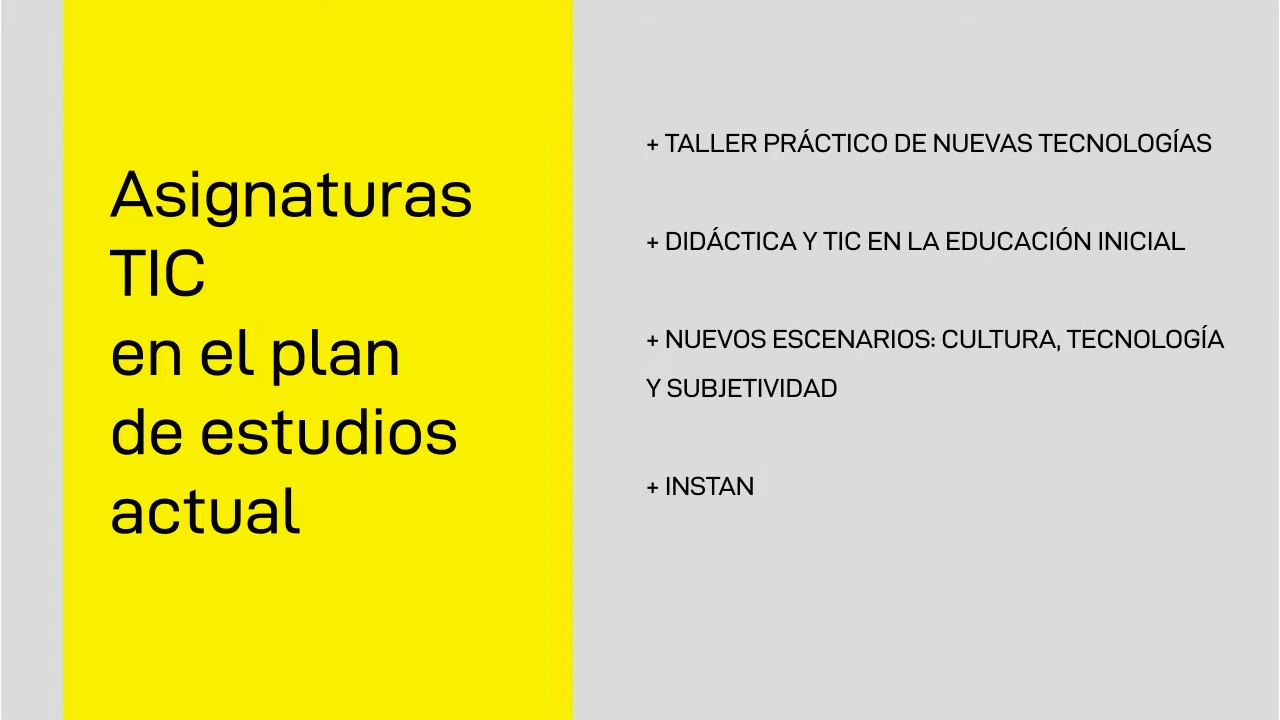 Asignaturas
TIC
en el plan
de estudios
actual
+ TALLER PRÁCTICO DE NUEVAS TECNOLOGÍAS
+ DIDÁCTICA Y TIC EN LA EDUCACIÓN INICIAL
+ NUEVOS ESCENARIOS: CULTURA, TECNOLOGÍA
Y SUBJETIVIDAD
+ INSTAN